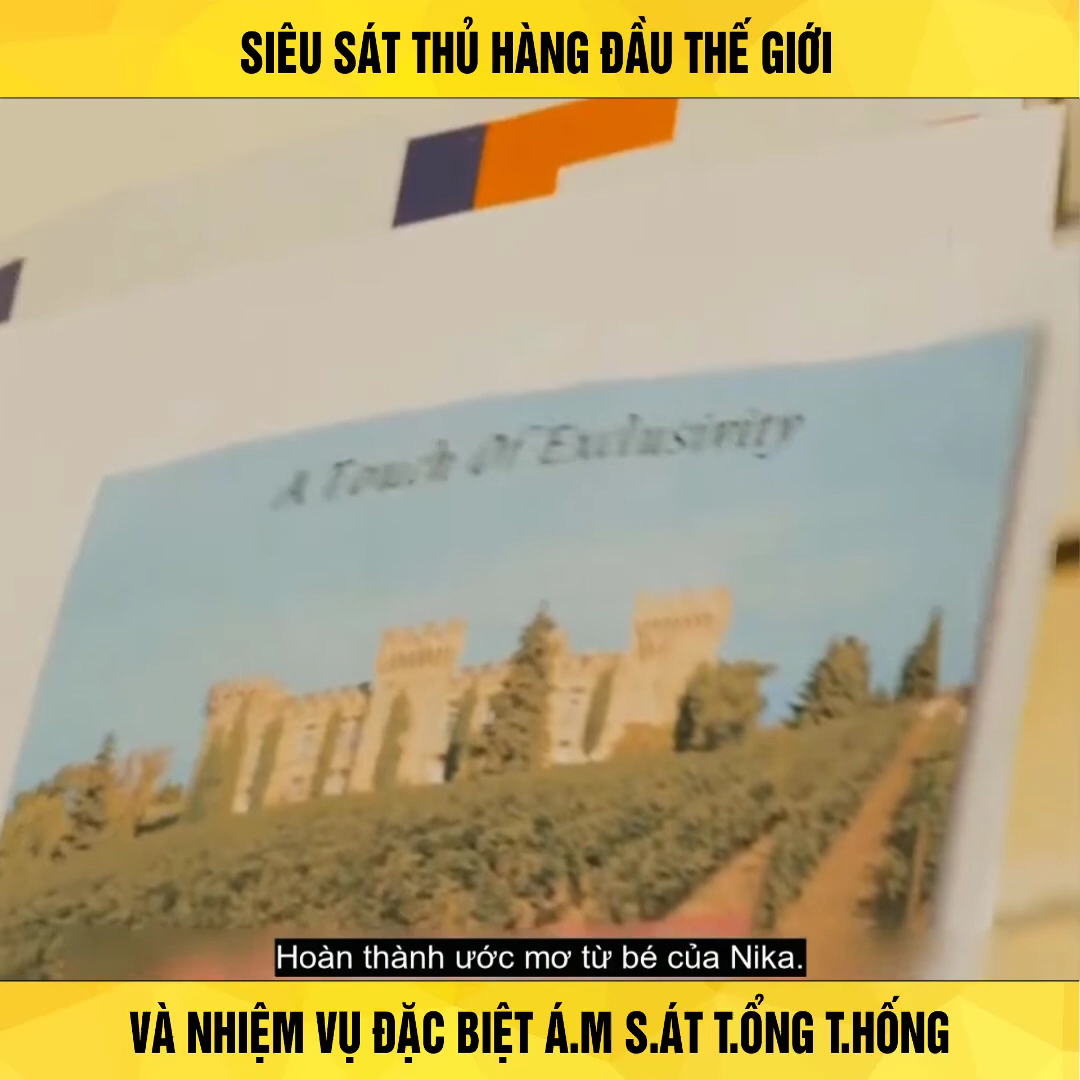 SIÊU SÁT THỦ HÀNG ĐẦU THẾ GIỚI
A Touch Of Exclusivity
Hoàn thành ước mơ từ bé của Nika.
VÀ NHIỆM VỤ ĐẶC BIỆT Á.M S.ÁT T.ỔNG T.HỐNG